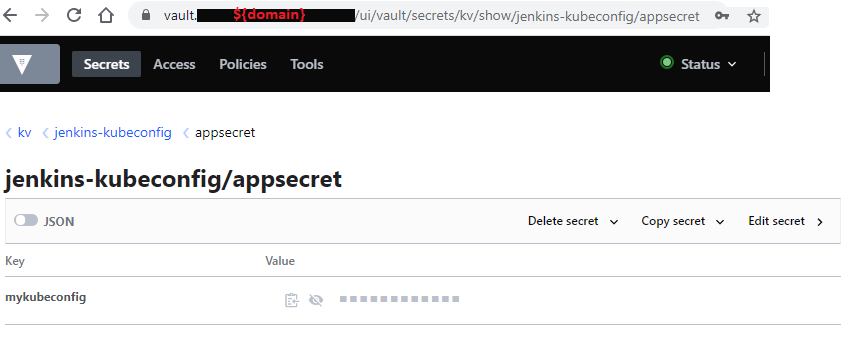 vault.${domain}/ui/vault/secrets/kv/show/jenkins-kubeconfig/appsecret
Secrets Access Policies Tools Status
kv jenkins-kubeconfig appsecret
jenkins-kubeconfig/appsecret
JSON Delete secret Copy secret Edit secret
Key Value
mykubeconfig